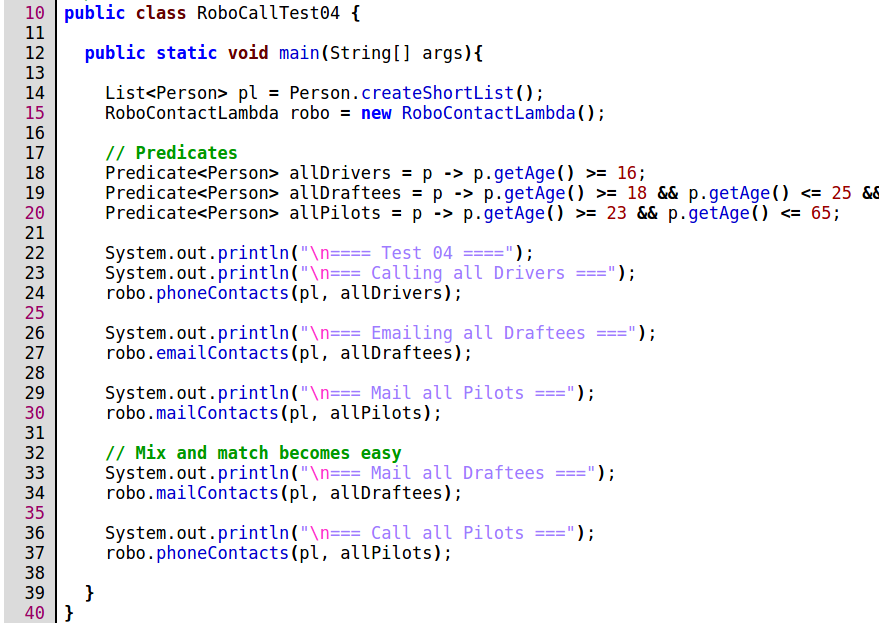 10 public class RoboCallTest04 {
11
12   public static void main(String[] args){
13
14     List<Person> pl = Person.createShortList();
15     RoboContactLambda robo = new RoboContactLambda();
16
17     // Predicates
18     Predicate<Person> allDrivers = p -> p.getAge() >= 16;
19     Predicate<Person> allDraftees = p -> p.getAge() >= 18 && p.getAge() <= 25 &&
20     Predicate<Person> allPilots = p -> p.getAge() >= 23 && p.getAge() <= 65;
21
22     System.out.println("\n==== Test 04 ====");
23     System.out.println("\n=== Calling all Drivers ===");
24     robo.phoneContacts(pl, allDrivers);
25
26     System.out.println("\n=== Emailing all Draftees ===");
27     robo.emailContacts(pl, allDraftees);
28
29     System.out.println("\n=== Mail all Pilots ===");
30     robo.mailContacts(pl, allPilots);
31
32     // Mix and match becomes easy
33     System.out.println("\n=== Mail all Draftees ===");
34     robo.mailContacts(pl, allDraftees);
35
36     System.out.println("\n=== Call all Pilots ===");
37     robo.phoneContacts(pl, allPilots);
38
39   }
40 }